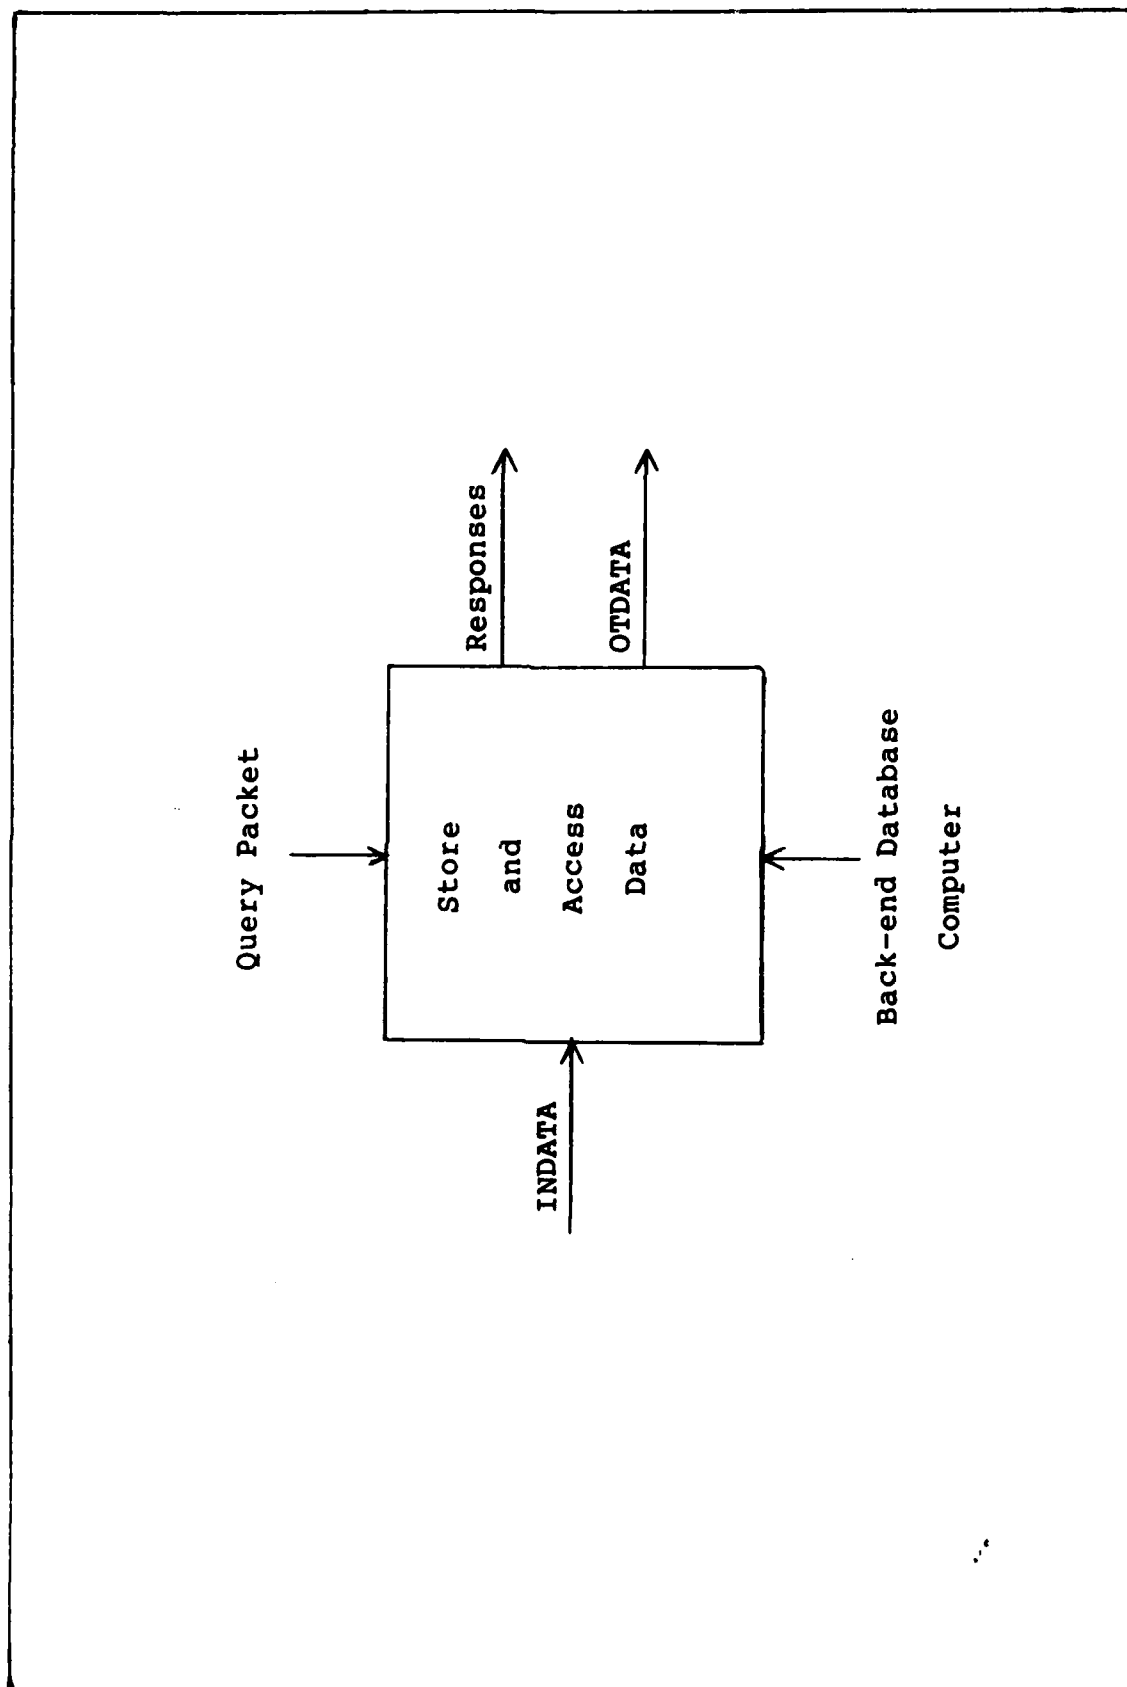 Query Packet
Responses
Store
and
Access
Data
OTDATA
INDATA
Back-end Database
Computer